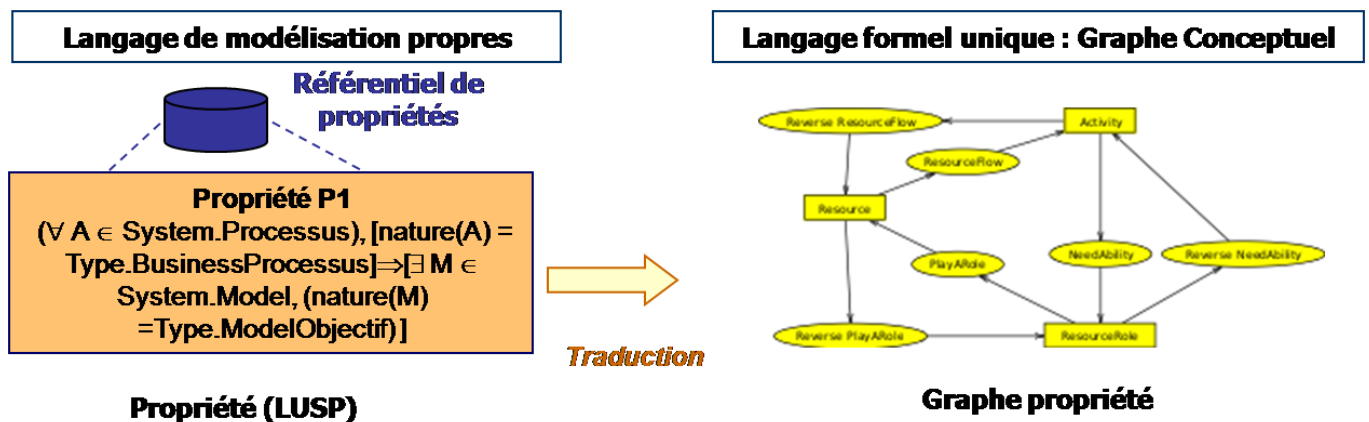 Langage de modélisation propres
Langage formel unique : Graphe Conceptuel
Référentiel de
propriétés
Propriété P1
(∀ A ∈ System.Processus), [nature(A) =
Type.BusinessProcessus]⇒[∃ M ∈
System.Model, (nature(M)
=Type.ModelObjectif) ]
Propriété (LUSP)
Traduction
Reverse ResourceFlow
Activity
ResourceFlow
Resource
PlayARole
NeedAbility
Reverse NeedAbility
Reverse PlayARole
ResourceRole
Graphe propriété